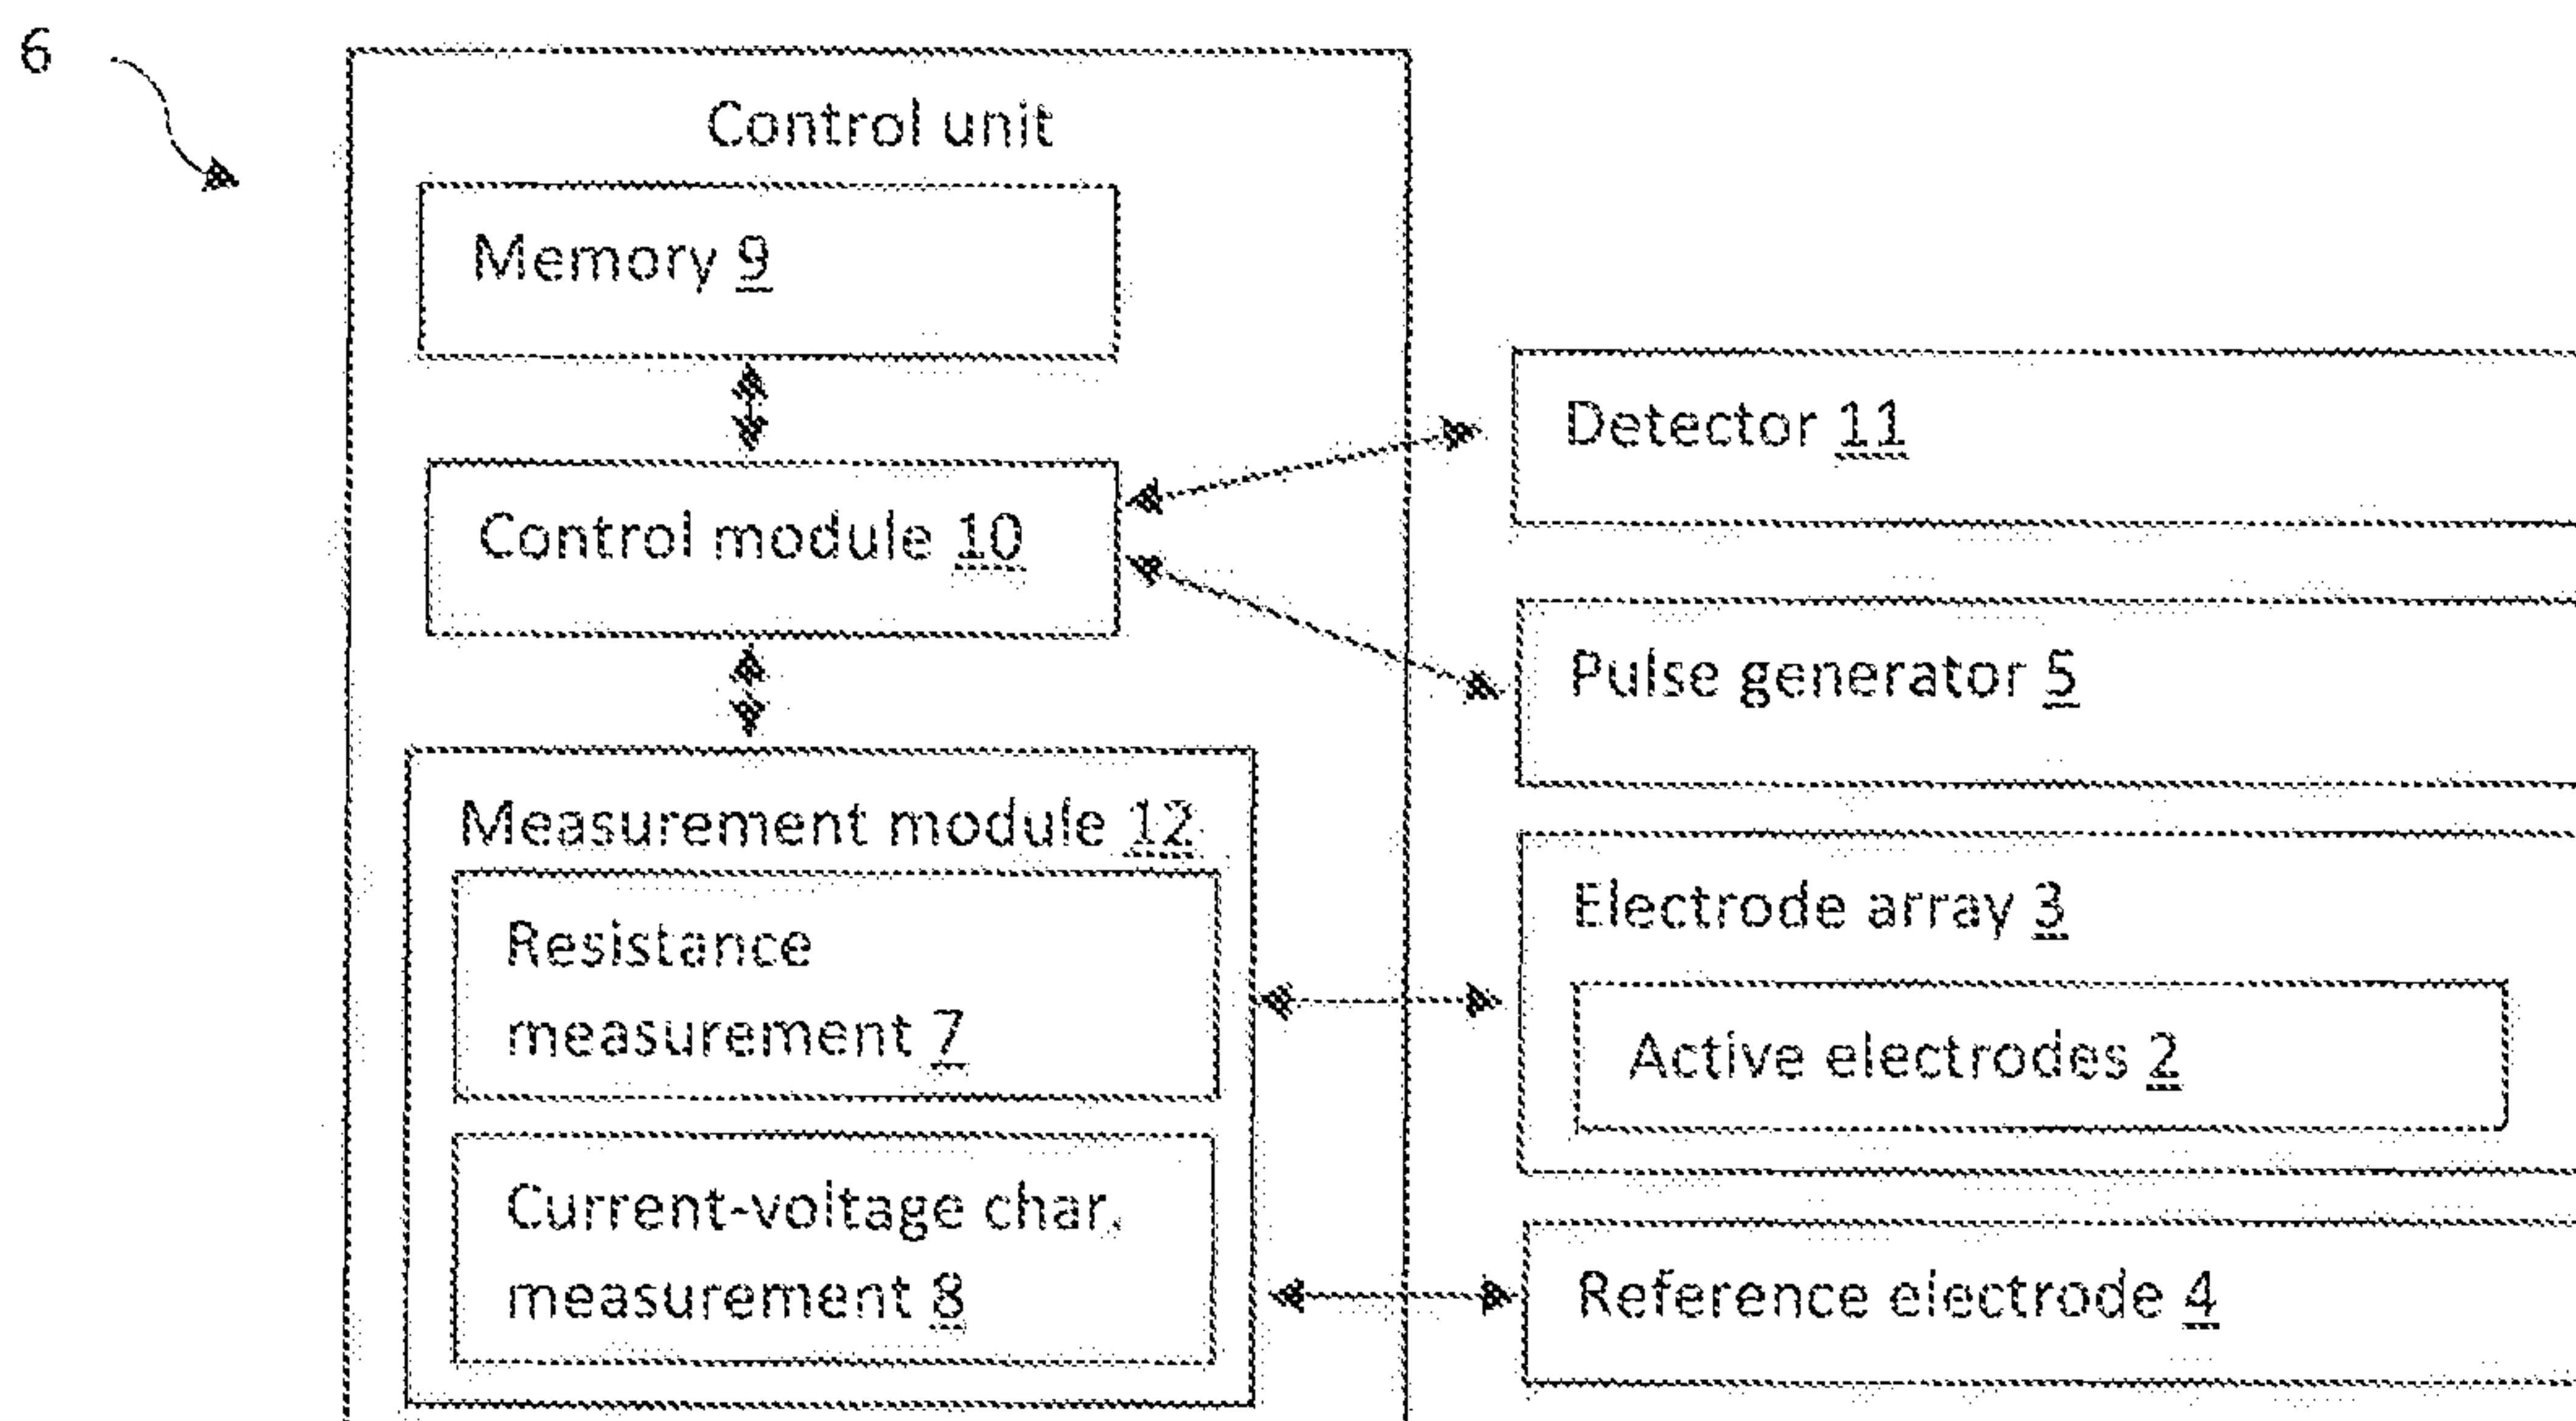 6
Control unit
Memory 9
Control module 10
Measurement module 12
Resistance
measurement 7
Current-voltage char.
measurement 8
Detector 11
Pulse generator 5
Electrode array 3
Active electrodes 2
Reference electrode 4